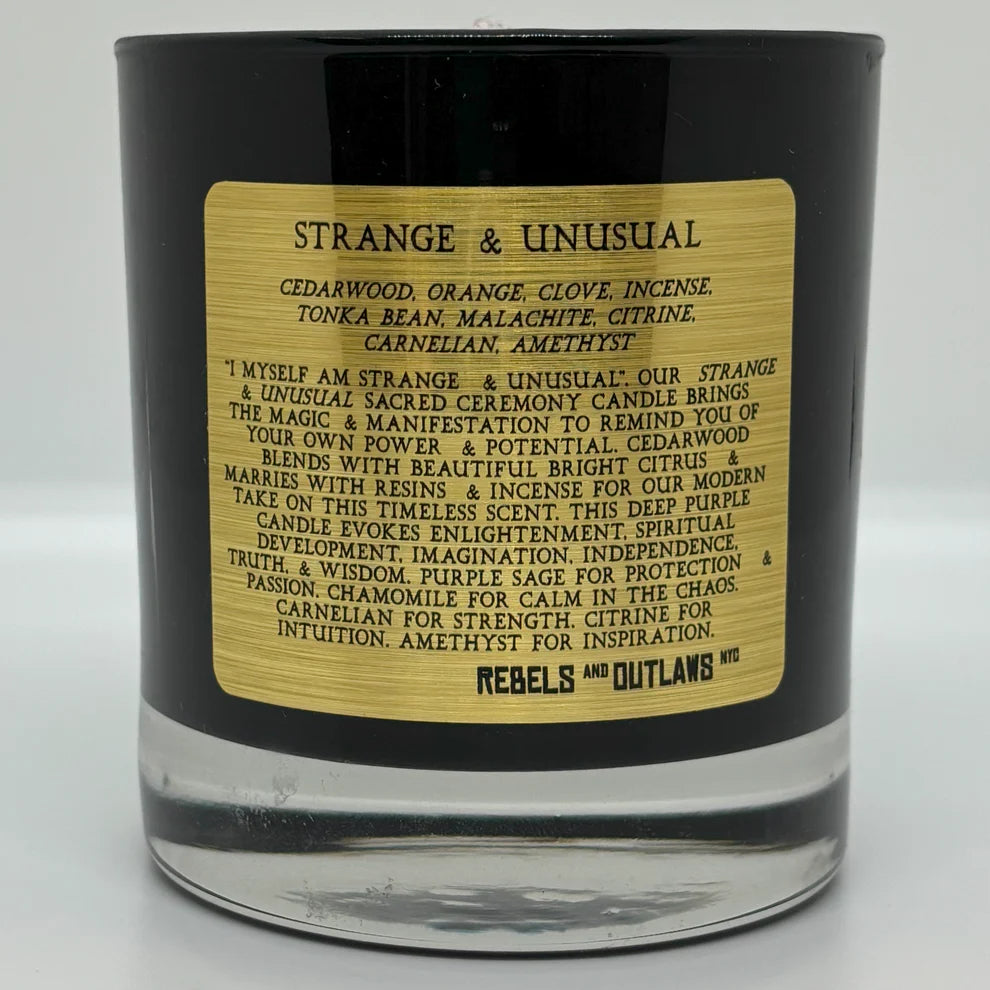 STRANGE & UNUSUAL
CEDARWOOD, ORANGE, CLOVE, INCENSE,
TONKA BEAN, MALACHITE, CITRINE,
CARNELIAN, AMETHYST
"I MYSELF AM STRANGE & UNUSUAL". OUR STRANGE
& UNUSUAL SACRED CEREMONY CANDLE BRINGS
THE MAGIC & MANIFESTATION TO REMIND YOU OF
YOUR OWN POWER & POTENTIAL. CEDARWOOD
BLENDS WITH BEAUTIFUL BRIGHT CITRUS &
MARRIES WITH RESINS & INCENSE FOR OUR MODERN
TAKE ON THIS TIMELESS SCENT. THIS DEEP PURPLE
CANDLE EVOKES ENLIGHTENMENT, SPIRITUAL
DEVELOPMENT, IMAGINATION, INDEPENDENCE,
TRUTH, & WISDOM. PURPLE SAGE FOR PROTECTION &
PASSION. CHAMOMILE FOR CALM IN THE CHAOS.
CARNELIAN FOR STRENGTH. CITRINE FOR
INTUITION. AMETHYST FOR INSPIRATION.
REBELS AND OUTLAWS NYC